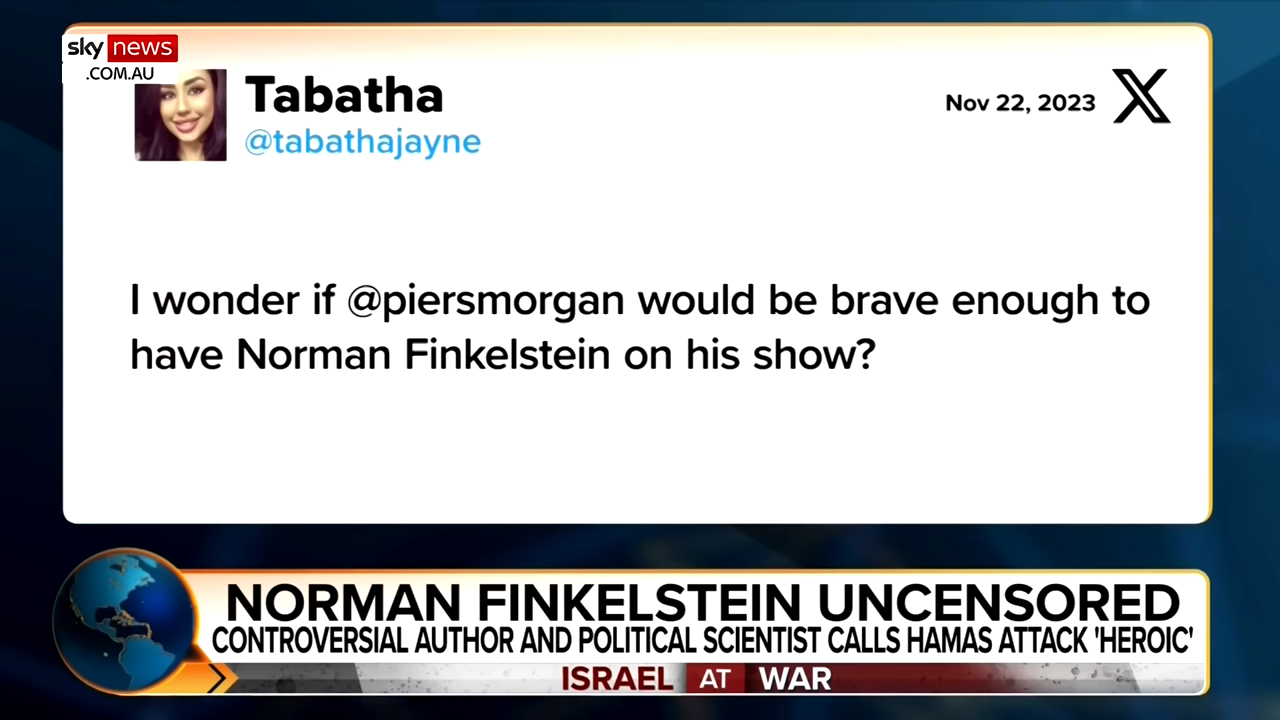 sky news
.COM.AU
Tabatha
@tabathajayne
Nov 22, 2023
I wonder if @piersmorgan would be brave enough to
have Norman Finkelstein on his show?
NORMAN FINKELSTEIN UNCENSORED
CONTROVERSIAL AUTHOR AND POLITICAL SCIENTIST CALLS HAMAS ATTACK 'HEROIC'
ISRAEL AT WAR